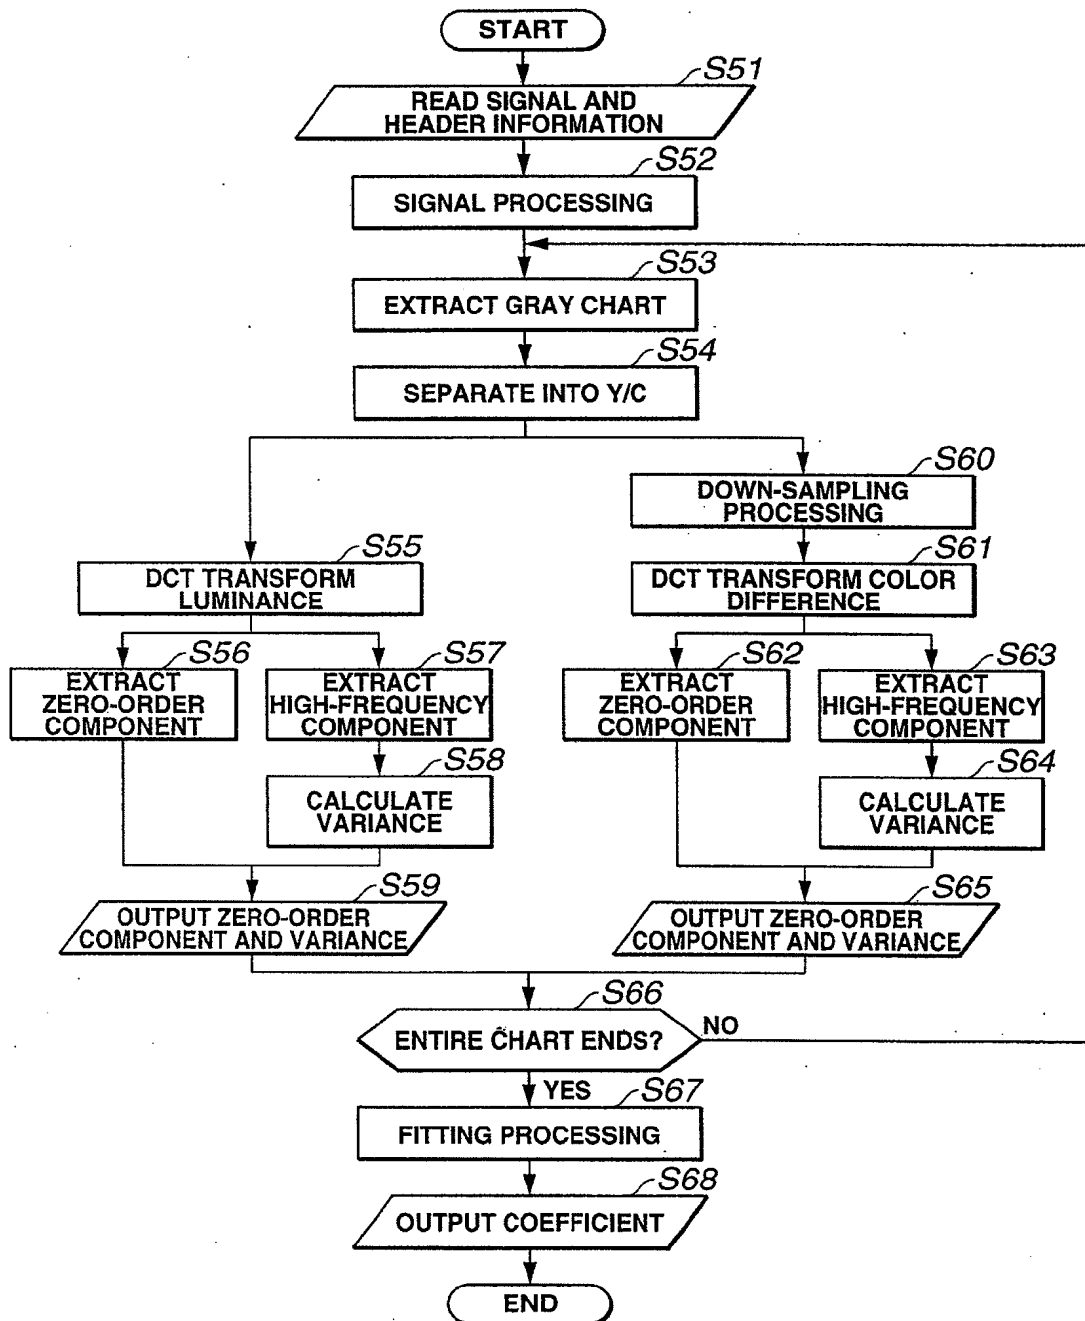 START
S51
READ SIGNAL AND
HEADER INFORMATION
S52
SIGNAL PROCESSING
S53
EXTRACT GRAY CHART
S54
SEPARATE INTO Y/C
S60
DOWN-SAMPLING
PROCESSING
S55
DCT TRANSFORM
LUMINANCE
S61
DCT TRANSFORM COLOR
DIFFERENCE
S56
EXTRACT
ZERO-ORDER
COMPONENT
S57
EXTRACT
HIGH-FREQUENCY
COMPONENT
S62
EXTRACT
ZERO-ORDER
COMPONENT
S63
EXTRACT
HIGH-FREQUENCY
COMPONENT
S58
CALCULATE
VARIANCE
S64
CALCULATE
VARIANCE
S59
OUTPUT ZERO-ORDER
COMPONENT AND VARIANCE
S65
OUTPUT ZERO-ORDER
COMPONENT AND VARIANCE
S66
ENTIRE CHART ENDS?
NO
YES
S67
FITTING PROCESSING
S68
OUTPUT COEFFICIENT
END